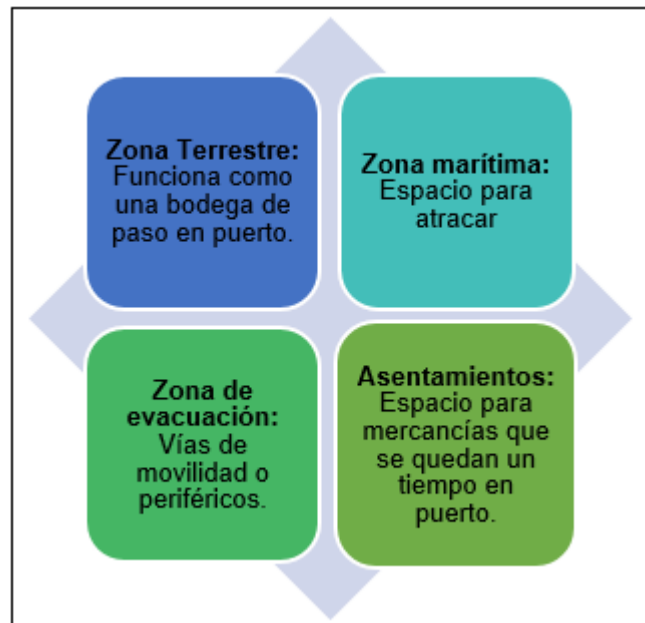 Zona Terrestre:
Funciona como
una bodega de
paso en puerto.
Zona marítima:
Espacio para
atracar
Zona de
evacuación:
Vías de
movilidad o
periféricos.
Asentamientos:
Espacio para
mercancías que
se quedan un
tiempo en
puerto.